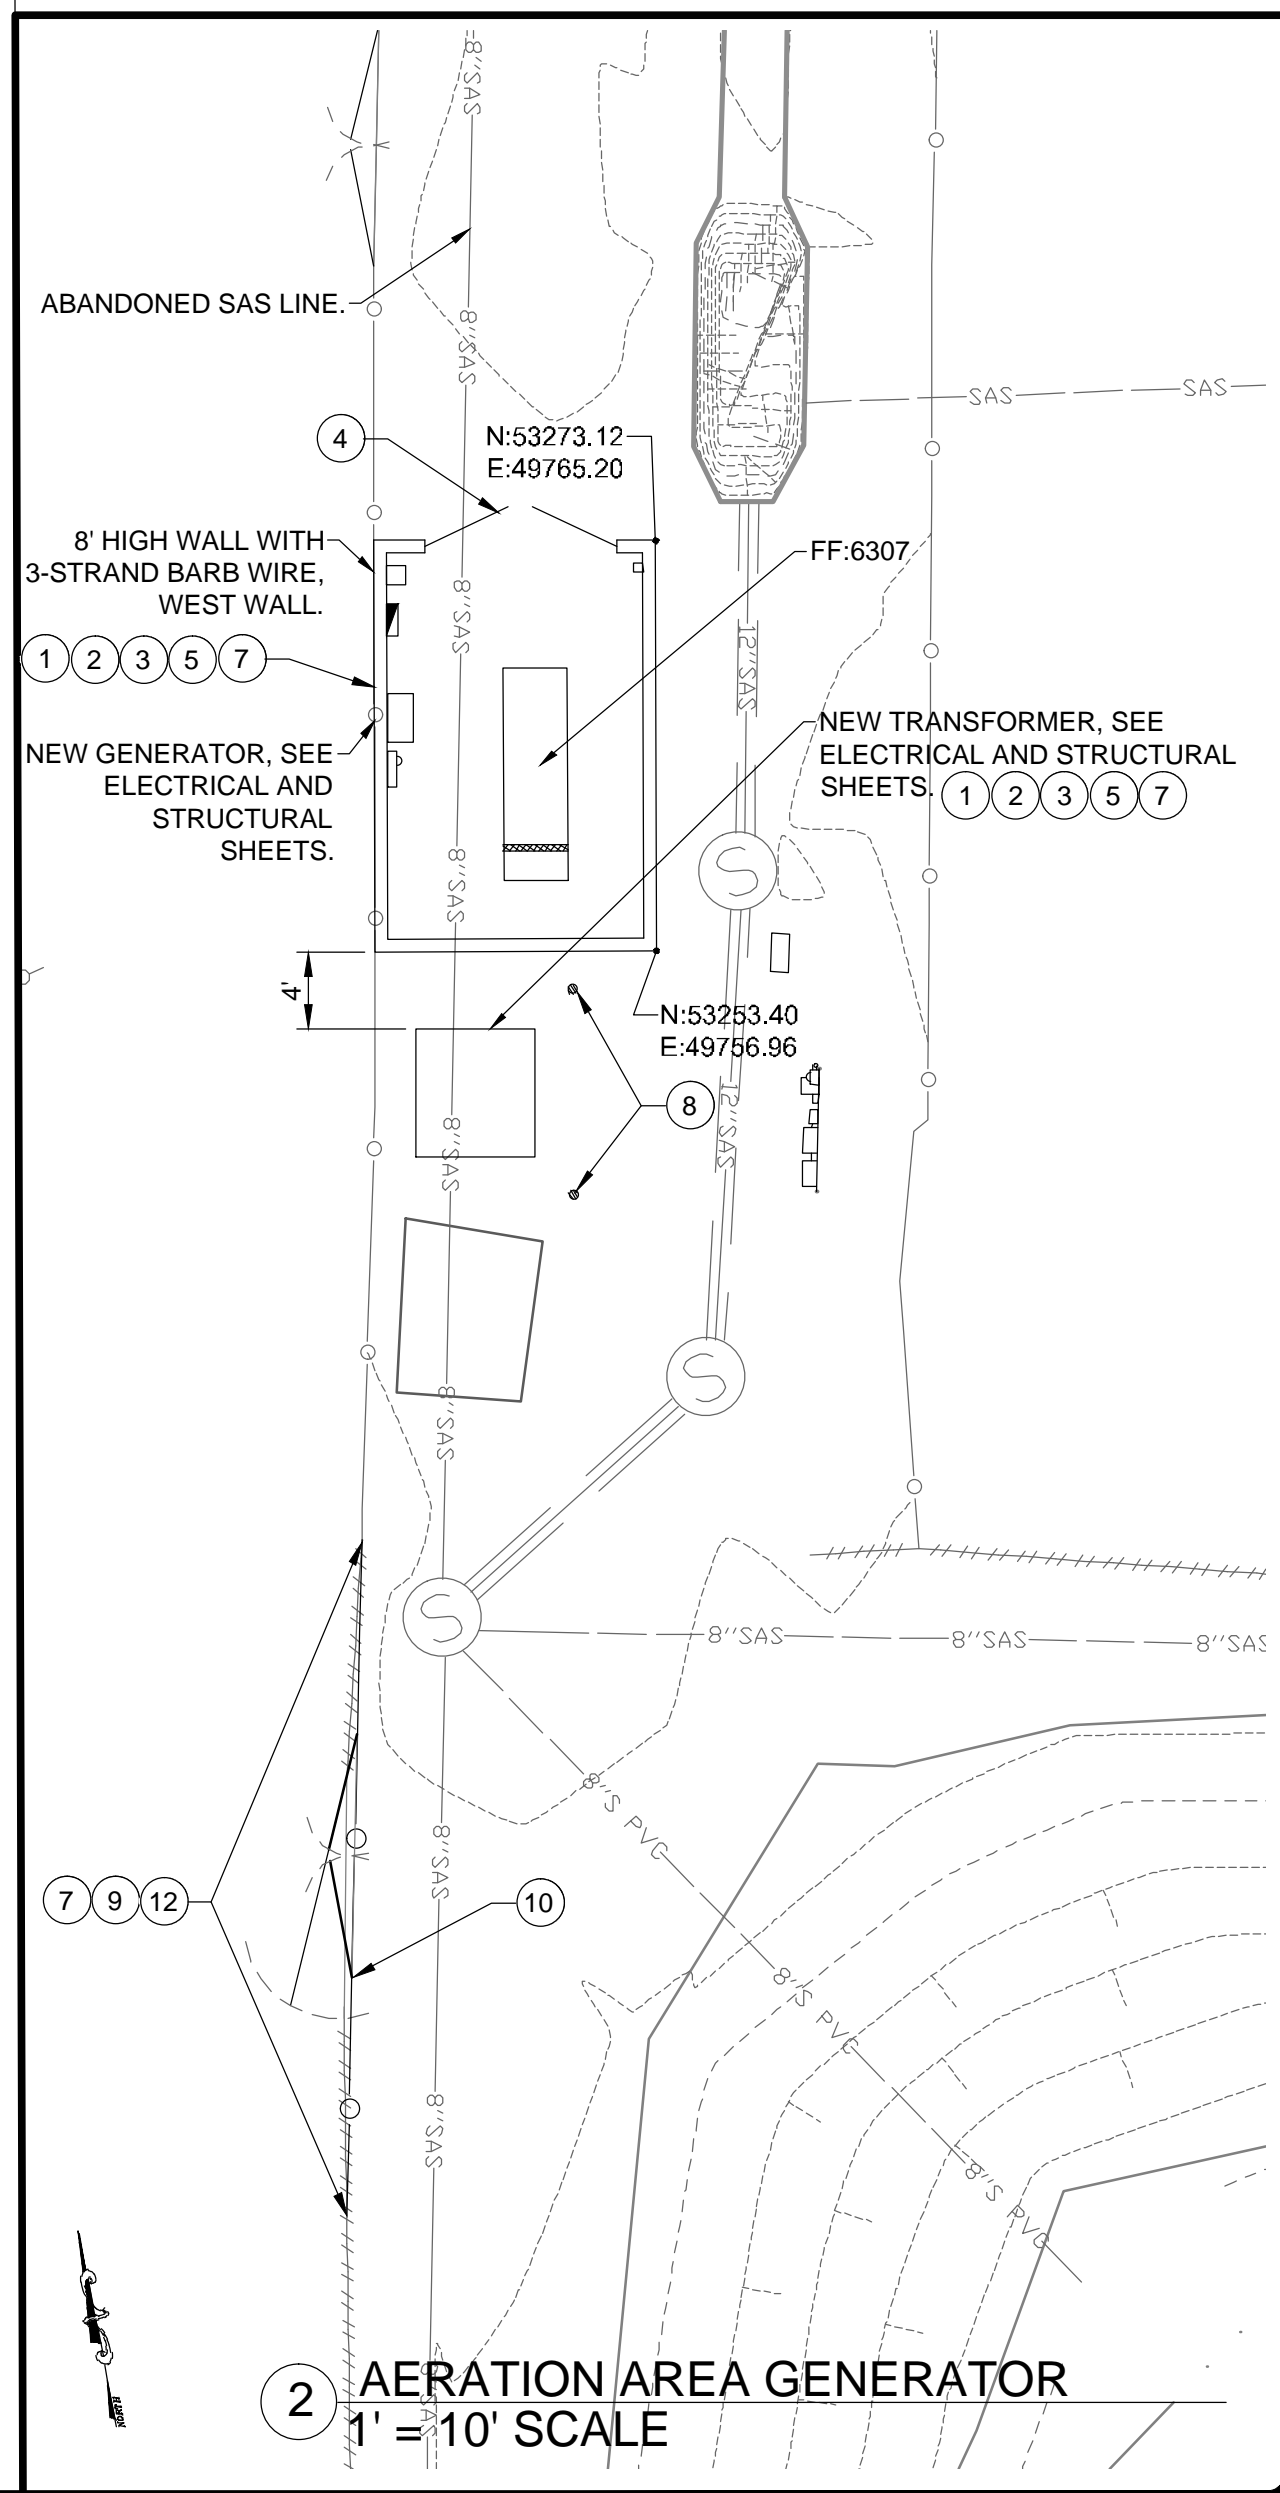 8"SAS
ABANDONED SAS LINE.
8"SAS
SAS
SAS
4
N:53273.12
E:49765.20
8' HIGH WALL WITH
3-STRAND BARB WIRE,
WEST WALL.
FF:6307
8"SAS
12"SAS
1 2 3 5 7
NEW GENERATOR, SEE
ELECTRICAL AND
STRUCTURAL
SHEETS.
NEW TRANSFORMER, SEE
ELECTRICAL AND STRUCTURAL
SHEETS. 1 2 3 5 7
8"SAS
S
4'
N:53253.40
E:49756.96
8
12"SAS
8"SAS
S
8"SAS
S
8"SAS
8"SAS
8"SAS
8"S PVC
8"SAS
7 9 12
10
8"S PVC
8"SAS
8"S PVC
NORTH
8"SAS
2 AERATION AREA GENERATOR
1' = 10' SCALE